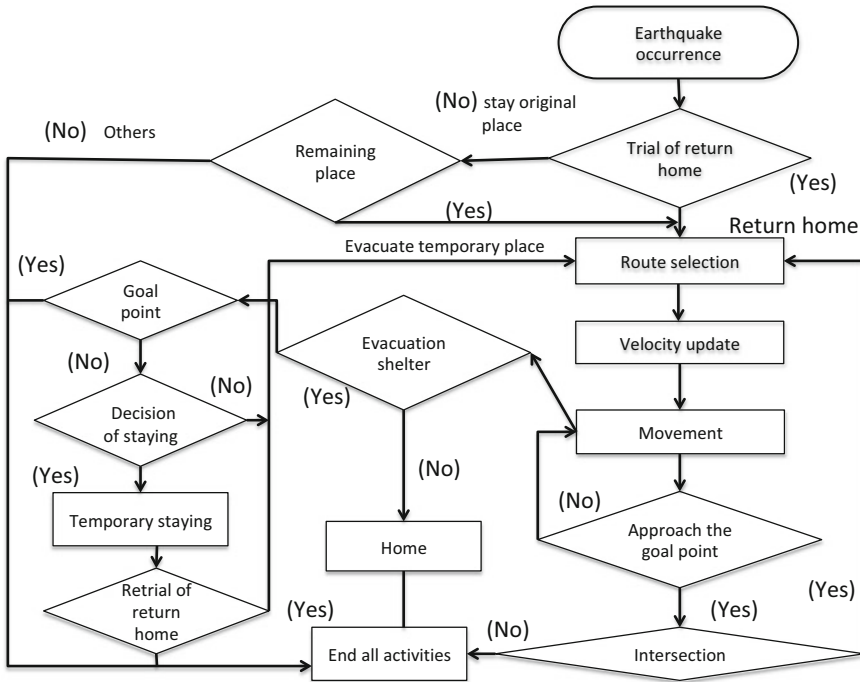 Earthquake
occurrence
(No) stay original
place
(No) Others
Remaining
place
Trial of return
home
(Yes)
(Yes)
Return home
Evacuate temporary place
(Yes)
Route selection
Goal
point
Evacuation
shelter
Velocity update
(No)
(No)
(Yes)
Decision
of staying
Movement
(Yes)
(No)
(No)
Temporary staying
Home
Approach the
goal point
Retrial of
return
home
(Yes)
(Yes)
(Yes)
(No)
End all activities
Intersection